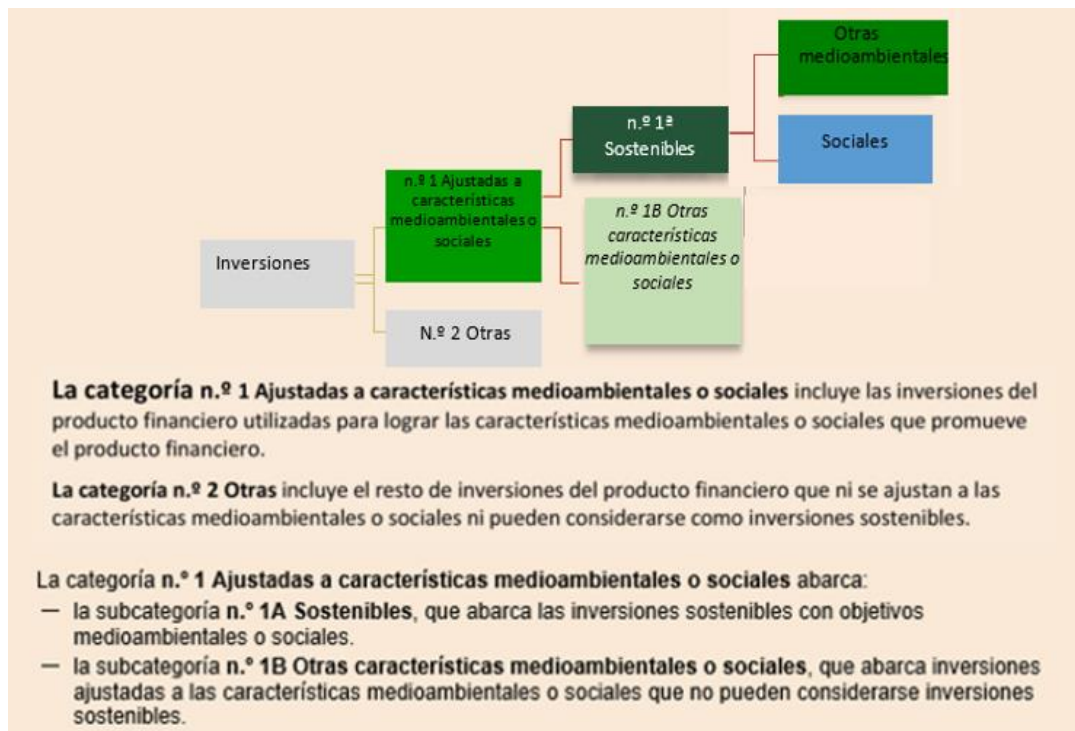 Otras
medioambientales
n.º 1ª
Sostenibles
Sociales
n.º 1 Ajustadas a
características
medioambientales o
sociales
n.º 1B Otras
características
medioambientales o
sociales
Inversiones
N.º 2 Otras
La categoría n.º 1 Ajustadas a características medioambientales o sociales incluye las inversiones del
producto financiero utilizadas para lograr las características medioambientales o sociales que promueve
el producto financiero.
La categoría n.º 2 Otras incluye el resto de inversiones del producto financiero que ni se ajustan a las
características medioambientales o sociales ni pueden considerarse como inversiones sostenibles.
La categoría n.º 1 Ajustadas a características medioambientales o sociales abarca:
— la subcategoría n.º 1A Sostenibles, que abarca las inversiones sostenibles con objetivos
medioambientales o sociales.
— la subcategoría n.º 1B Otras características medioambientales o sociales, que abarca inversiones
ajustadas a las características medioambientales o sociales que no pueden considerarse inversiones
sostenibles.